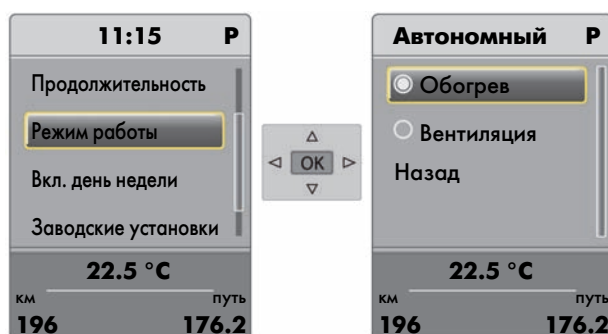 11:15 P
Продолжительность
Режим работы
Вкл. день недели
Заводские установки
22.5 °C
км путь
196 176.2
OK
Автономный P
Обогрев
Вентиляция
Назад
22.5 °C
км путь
196 176.2